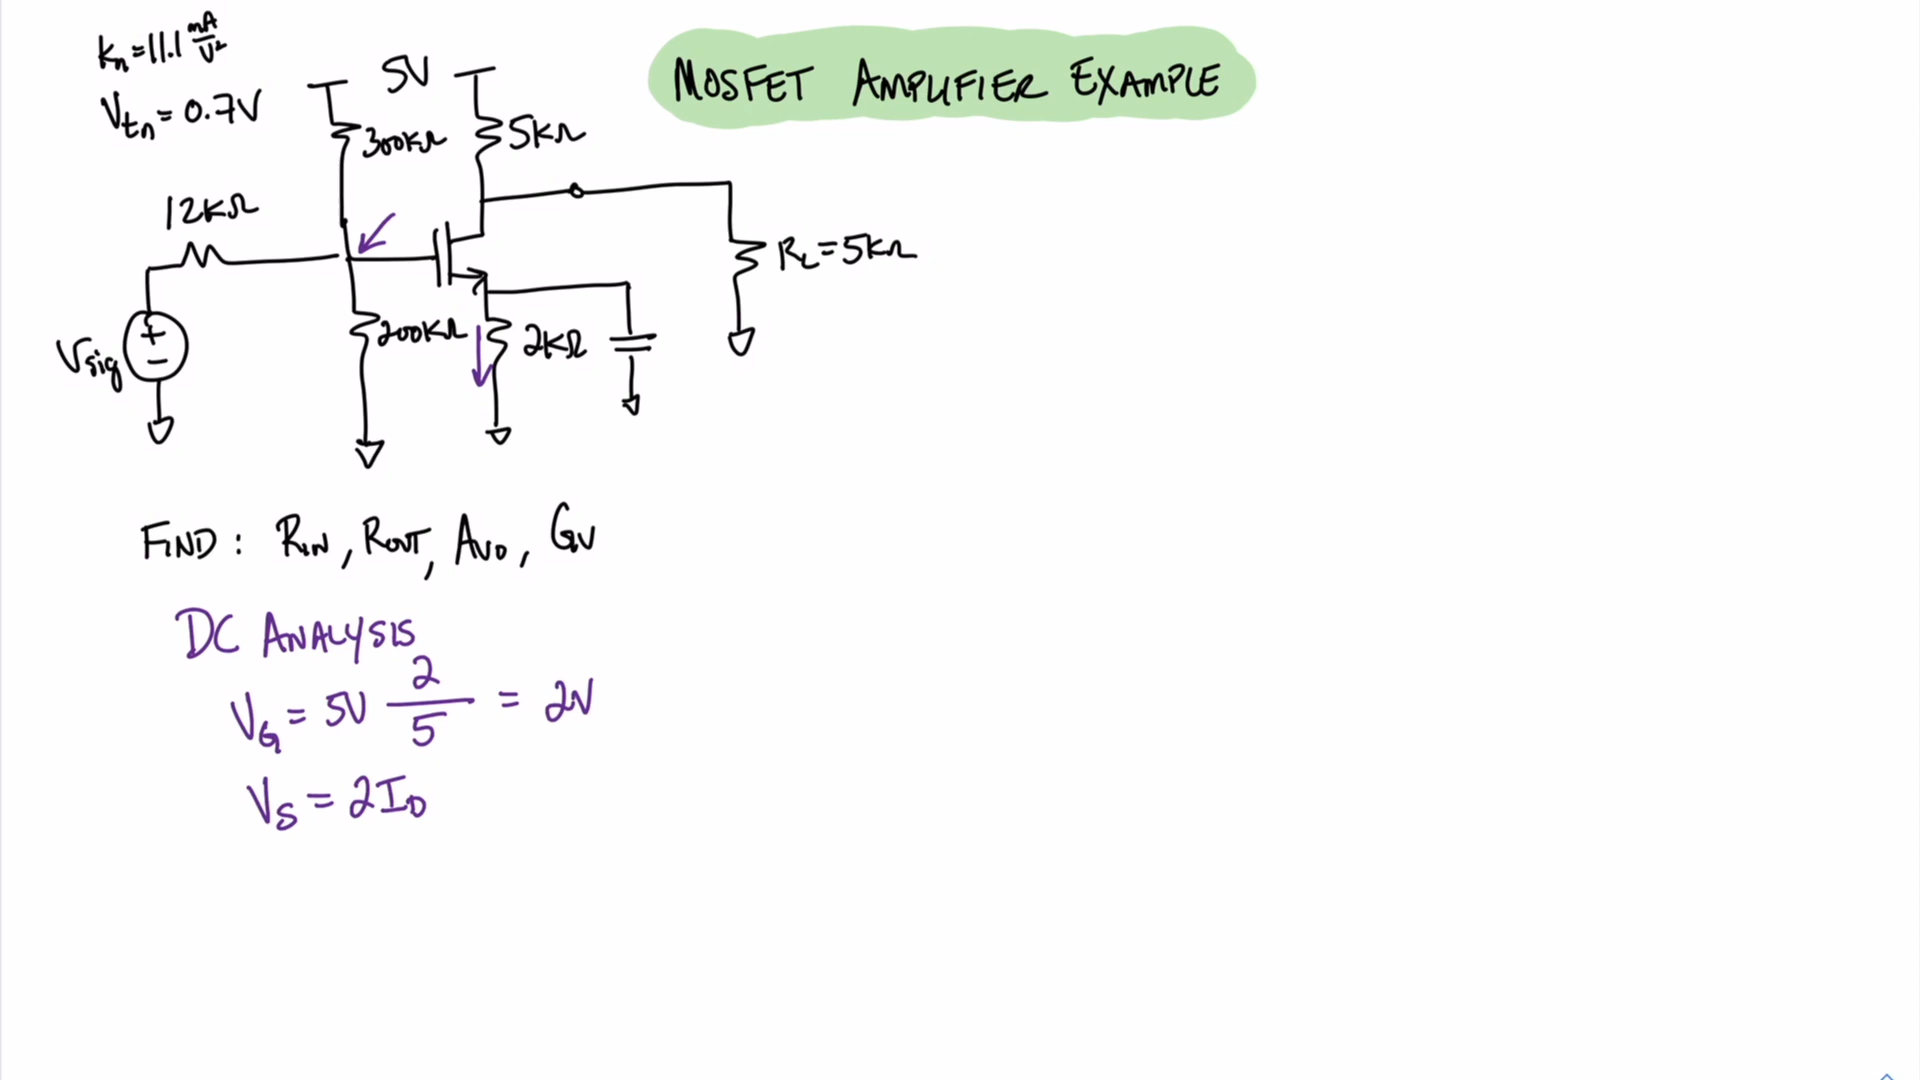 kn = 11.1 mA/V²
Vtn = 0.7V
5V
MOSFET AMPLIFIER EXAMPLE
300KΩ
5KΩ
12KΩ
RL = 5KΩ
Vsig
+
−
200KΩ
2KΩ
FIND: RIN, ROUT, AVO, GV
DC ANALYSIS
VG = 5V 2/5 = 2V
VS = 2ID